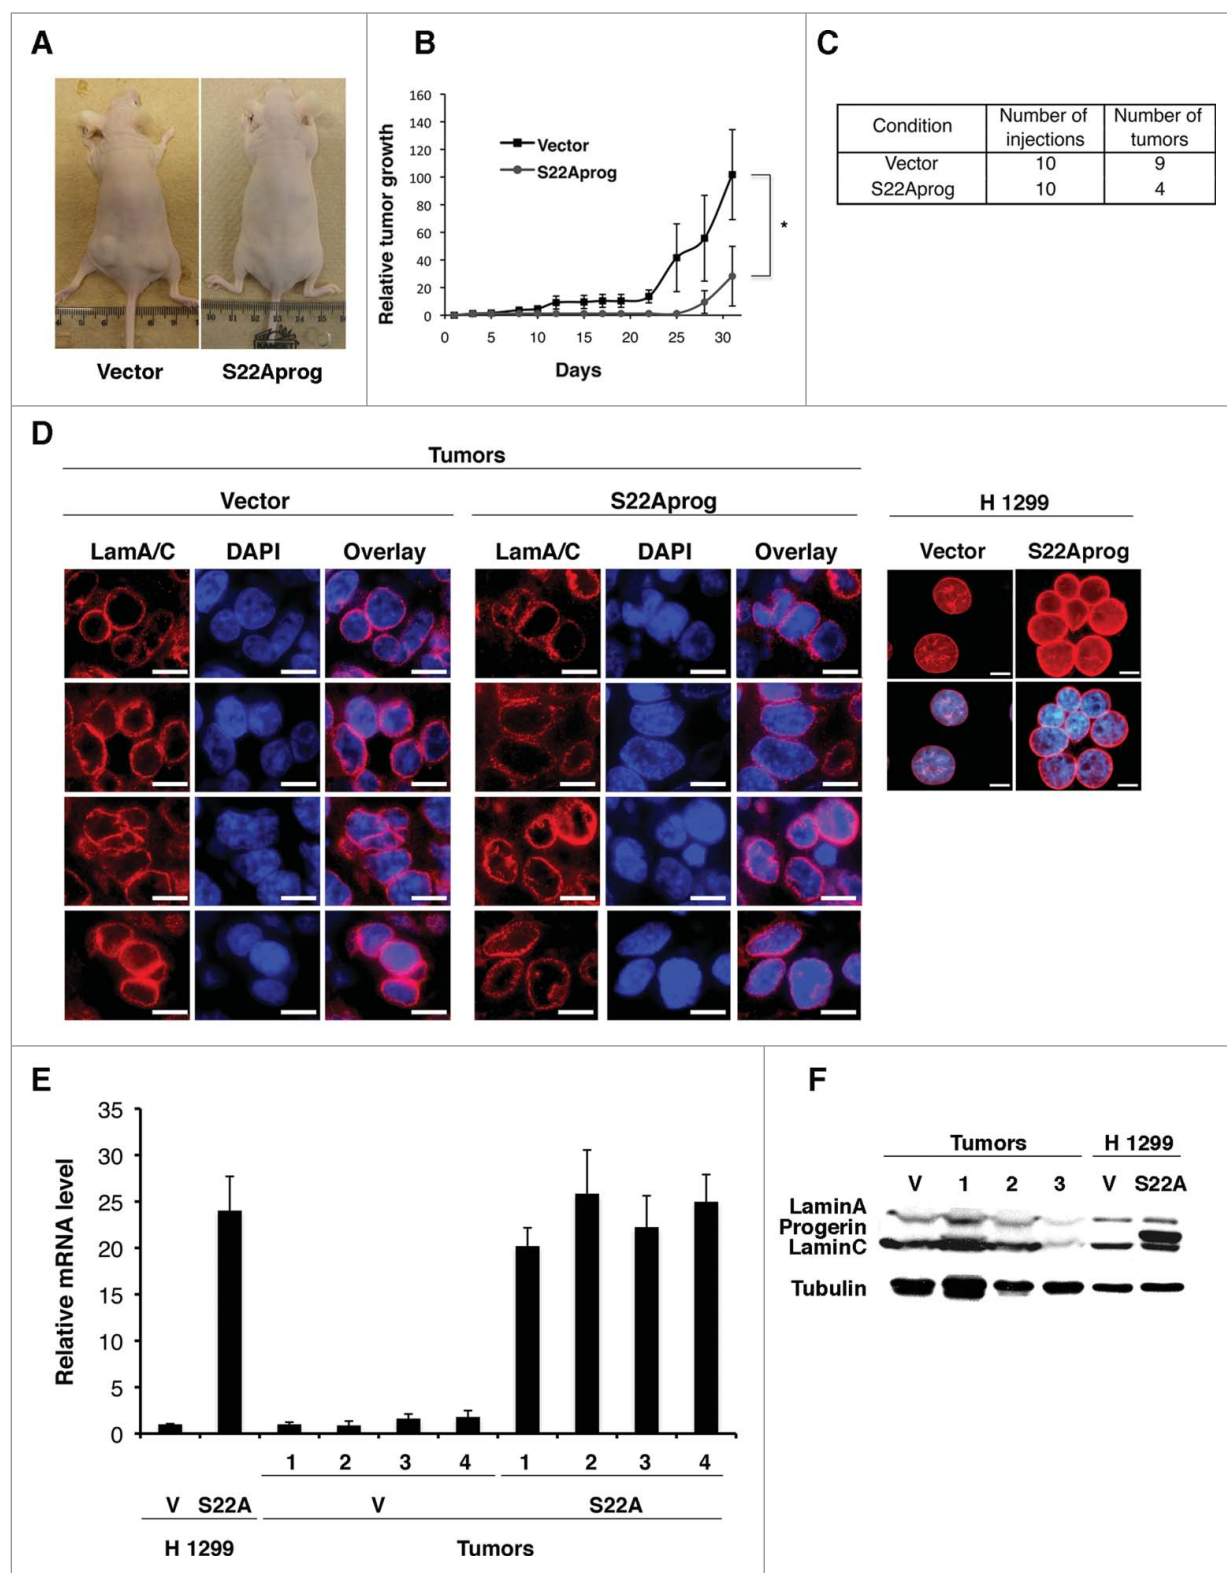 A
Vector
S22Aprog
B
160
140
120
100
80
60
40
20
0
0 5 10 15 20 25 30
Relative tumor growth
Days
Vector
S22Aprog
*
C
Condition
Number of injections
Number of tumors
Vector 10 9
S22Aprog 10 4
D
Tumors
Vector
S22Aprog
H 1299
LamA/C DAPI Overlay
LamA/C DAPI Overlay
Vector S22Aprog
E
Relative mRNA level
35
30
25
20
15
10
5
0
1 2 3 4 1 2 3 4
V S22A V S22A
H 1299 Tumors
F
Tumors H 1299
V 1 2 3 V S22A
LaminA
Progerin
LaminC
Tubulin